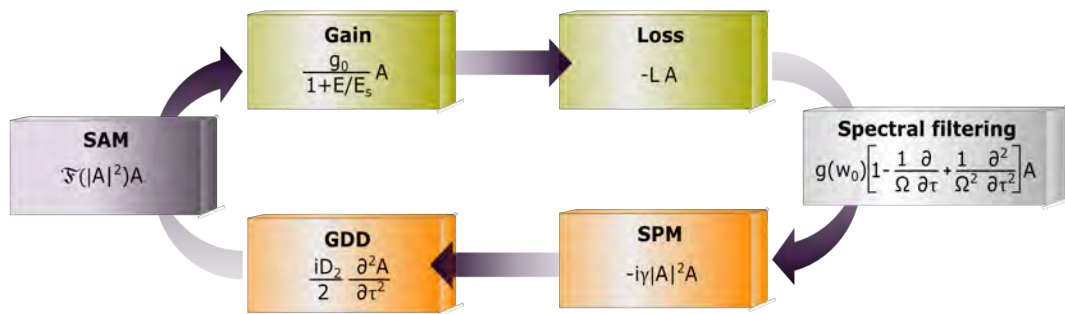 Gain
g₀/(1+E/Eₛ) A
Loss
-L A
Spectral filtering
g(w₀)[1-1/Ω ∂/∂τ+1/Ω² ∂²/∂τ²]A
SPM
-iγ|A|²A
GDD
iD₂/2 ∂²A/∂τ²
SAM
𝔉(|A|²)A